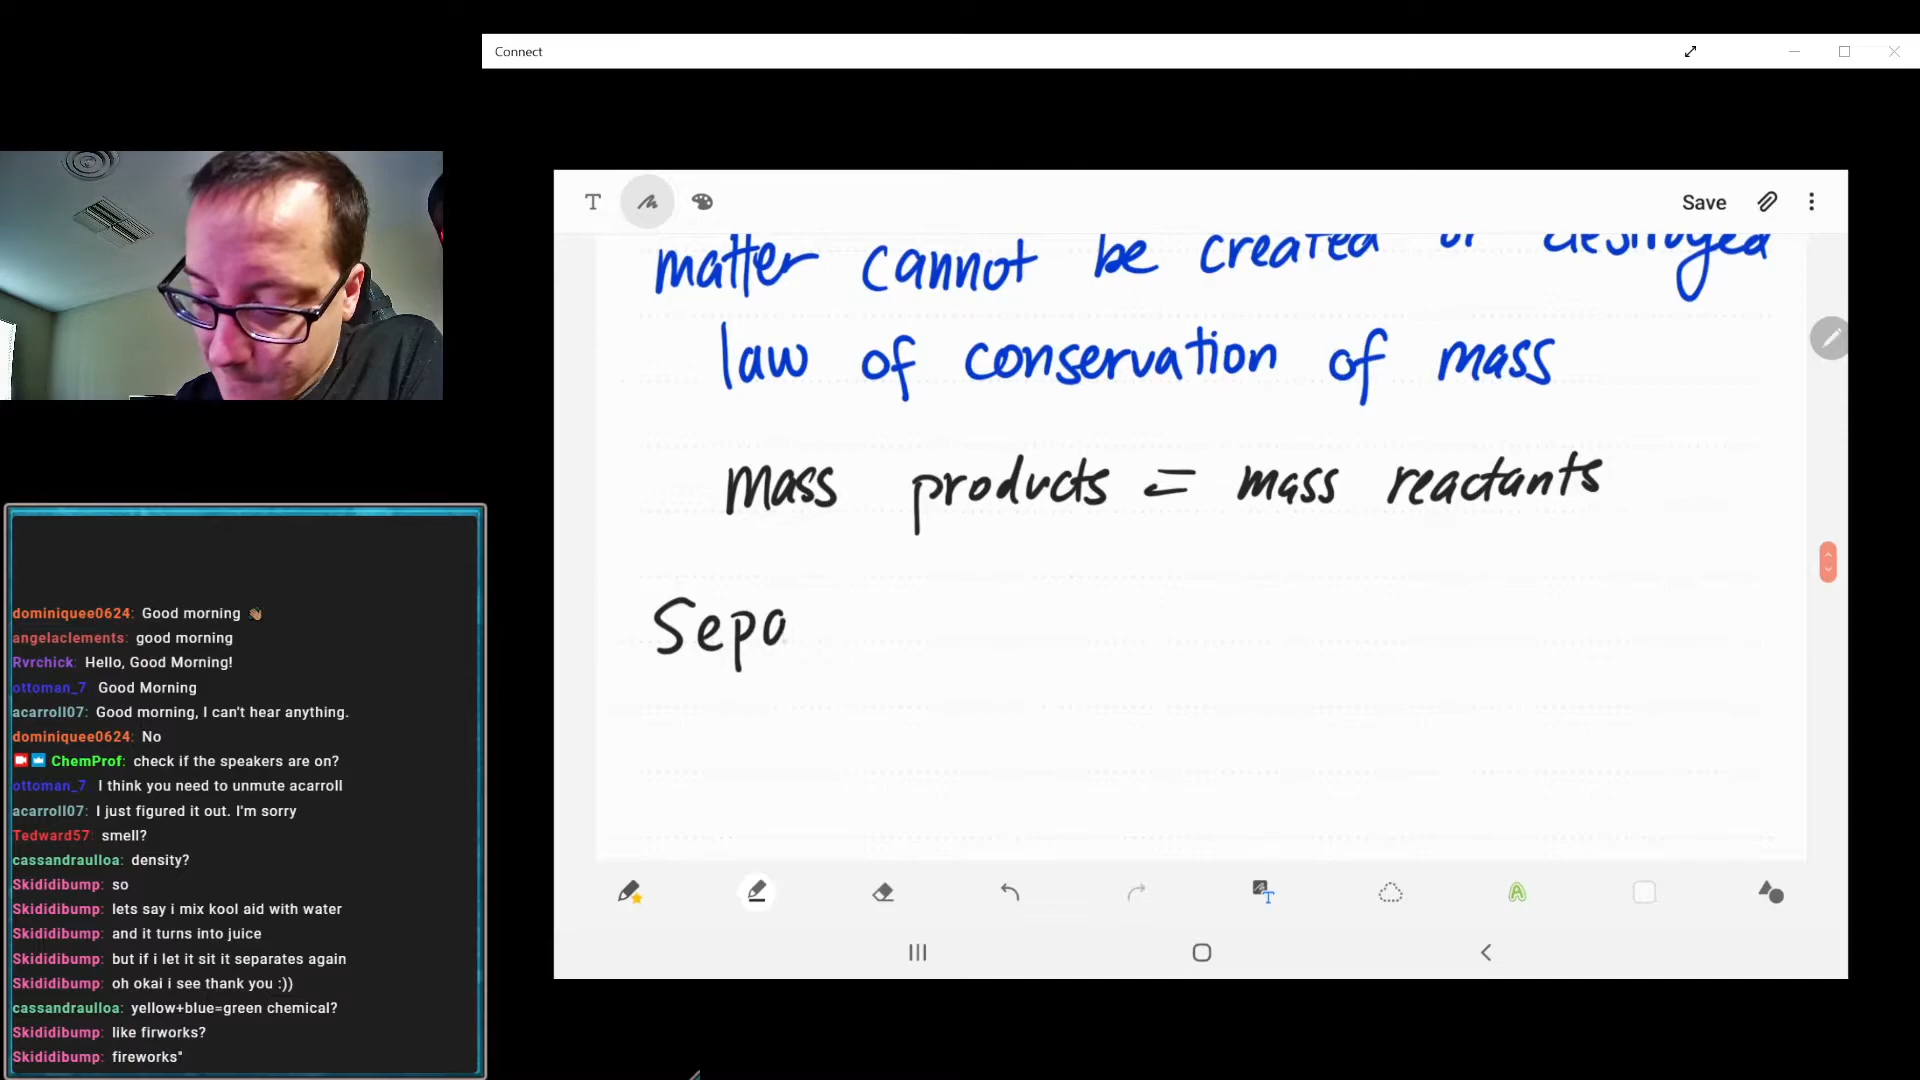 Connect
Save
matter cannot be created or destroyed
law of conservation of mass
mass products = mass reactants
Sepa
dominiquee0624: Good morning 👋🏽
angelaclements: good morning
Rvrchick: Hello, Good Morning!
ottoman_7 Good Morning
acarroll07: Good morning, I can't hear anything.
dominiquee0624: No
ChemProf: check if the speakers are on?
ottoman_7 I think you need to unmute acarroll
acarroll07: I just figured it out. I'm sorry
Tedward57 smell?
cassandraulloa: density?
Skididibump: so
Skididibump: lets say i mix kool aid with water
Skididibump: and it turns into juice
Skididibump: but if i let it sit it separates again
Skididibump: oh okai i see thank you :))
cassandraulloa: yellow+blue=green chemical?
Skididibump: like firworks?
Skididibump: fireworks"